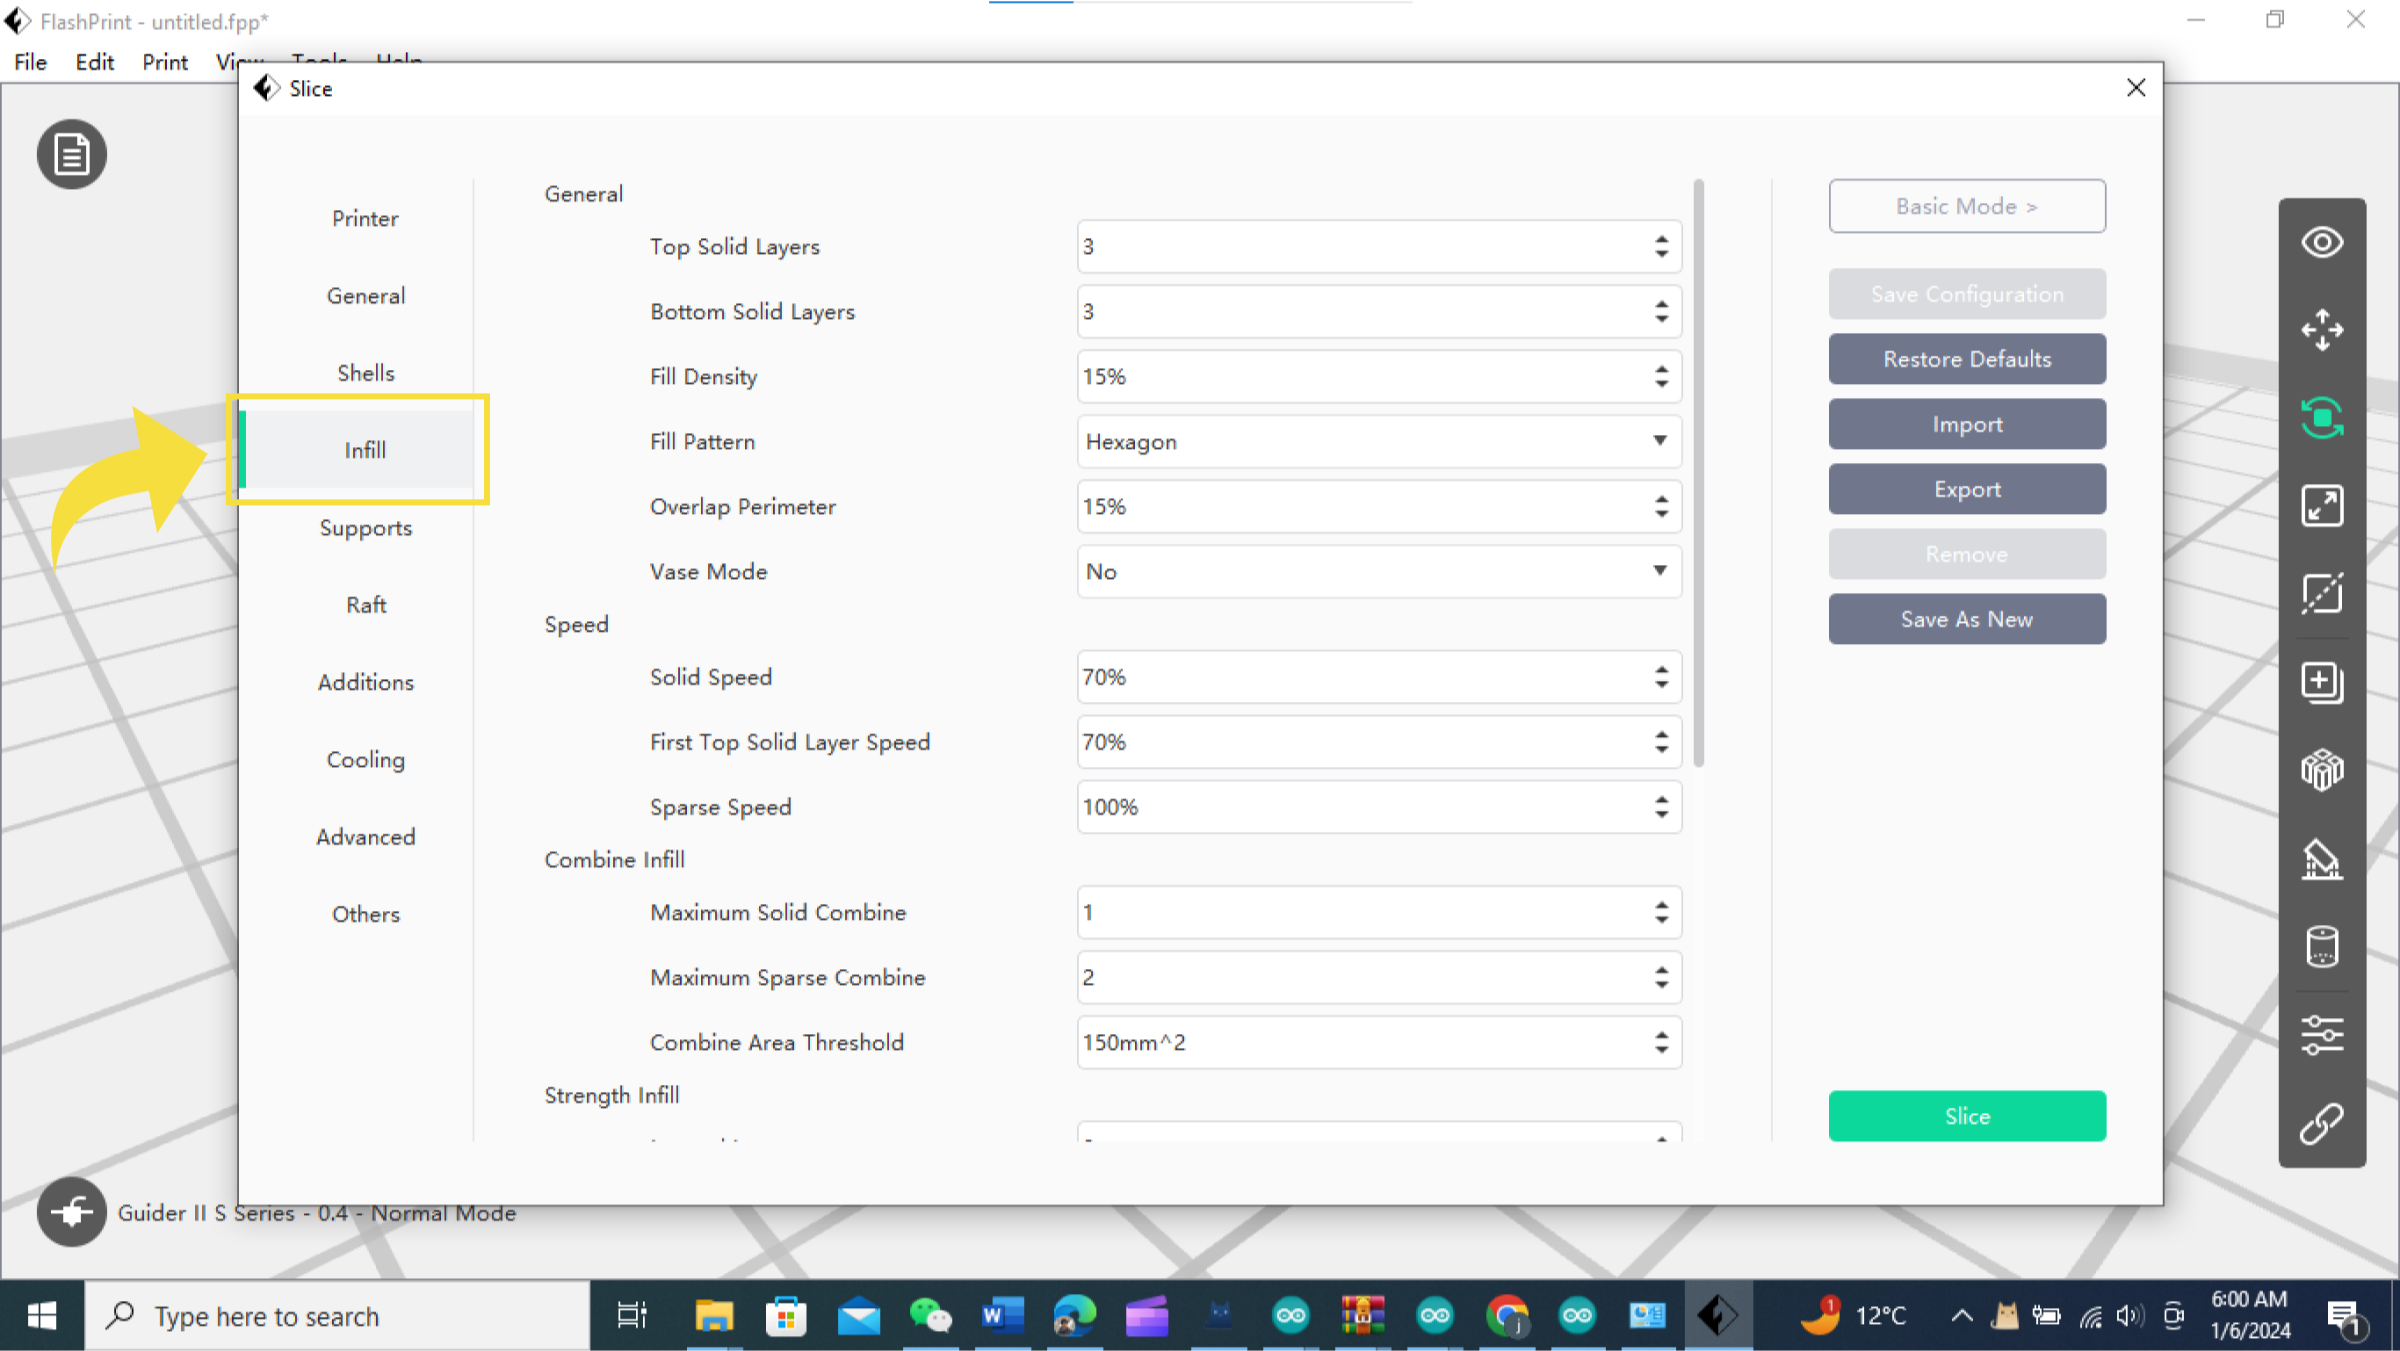 FlashPrint - untitled.fpp*
File Edit Print View Tools Help
Slice
Printer
General
Shells
Infill
Supports
Raft
Additions
Cooling
Advanced
Others
General
Top Solid Layers 3
Bottom Solid Layers 3
Fill Density 15%
Fill Pattern Hexagon
Overlap Perimeter 15%
Vase Mode No
Speed
Solid Speed 70%
First Top Solid Layer Speed 70%
Sparse Speed 100%
Combine Infill
Maximum Solid Combine 1
Maximum Sparse Combine 2
Combine Area Threshold 150mm^2
Strength Infill
Basic Mode >
Save Configuration
Restore Defaults
Import
Export
Remove
Save As New
Slice
Guider II S Series - 0.4 - Normal Mode
Type here to search
W
j
1
12°C
6:00 AM
1/6/2024
1